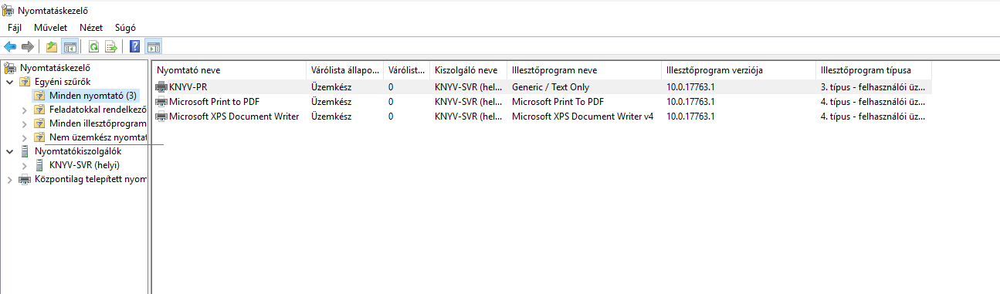 Nyomtatáskezelő
Fájl Művelet Nézet Súgó
Nyomtatáskezelő
Egyéni szűrők
Minden nyomtató (3)
Feladatokkal rendelkező
Minden illesztőprogram
Nem üzemkész nyomtat
Nyomtatókiszolgálók
KNYV-SVR (helyi)
Központilag telepített nyom
Nyomtató neve Várólista állapo... Várólist... Kiszolgáló neve Illesztőprogram neve Illesztőprogram verziója Illesztőprogram típusa
KNYV-PR Üzemkész 0 KNYV-SVR (hel... Generic / Text Only 10.0.17763.1 3. típus - felhasználói üz...
Microsoft Print to PDF Üzemkész 0 KNYV-SVR (hel... Microsoft Print To PDF 10.0.17763.1 4. típus - felhasználói üz...
Microsoft XPS Document Writer Üzemkész 0 KNYV-SVR (hel... Microsoft XPS Document Writer v4 10.0.17763.1 4. típus - felhasználói üz...